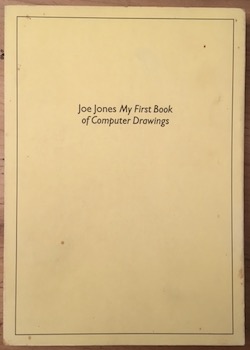 Joe Jones My First Book
of Computer Drawings